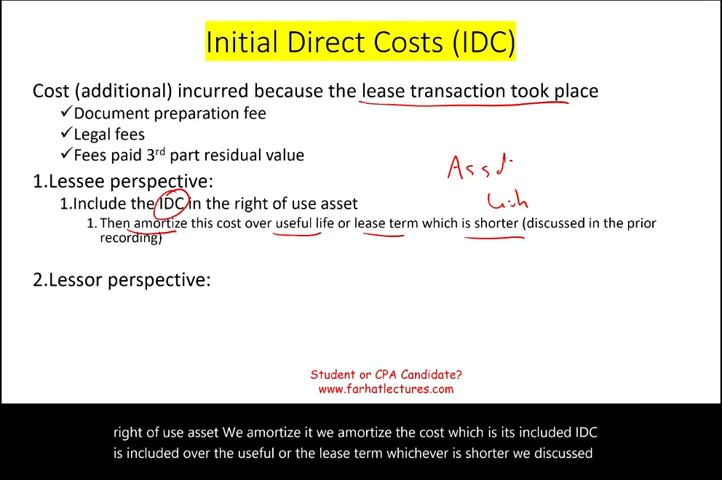 Initial Direct Costs (IDC)
Cost (additional) incurred because the lease transaction took place
✓Document preparation fee
✓Legal fees
✓Fees paid 3rd part residual value
1.Lessee perspective:
1.Include the IDC in the right of use asset
1. Then amortize this cost over useful life or lease term which is shorter (discussed in the prior
recording)
2.Lessor perspective:
Student or CPA Candidate?
www.farhatlectures.com
right of use asset We amortize it we amortize the cost which is its included IDC
is included over the useful or the lease term whichever is shorter we discussed